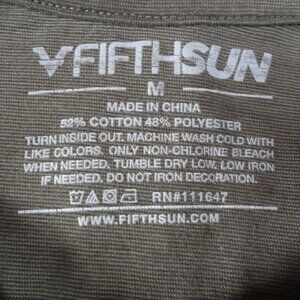 FIFTHSUN
M
MADE IN CHINA
52% COTTON 48% POLYESTER
TURN INSIDE OUT. MACHINE WASH COLD WITH
LIKE COLORS. ONLY NON-CHLORINE BLEACH
WHEN NEEDED. TUMBLE DRY LOW. LOW IRON
IF NEEDED. DO NOT IRON DECORATION.
RN#111647
WWW.FIFTHSUN.COM